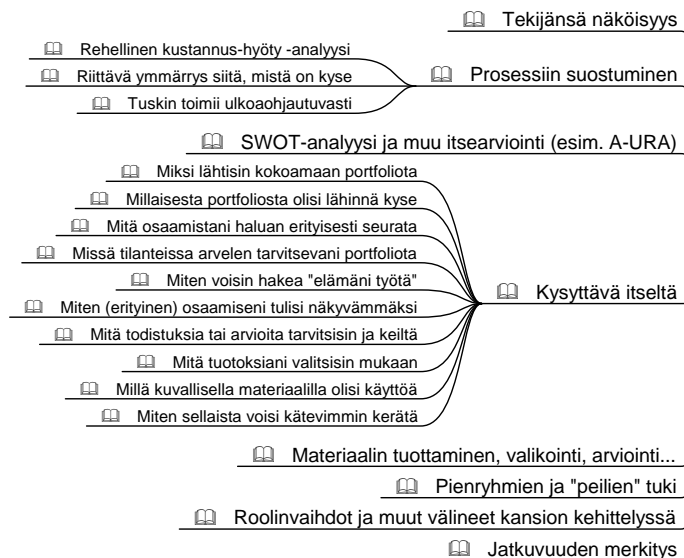 Tekijänsä näköisyys
Rehellinen kustannus-hyöty -analyysi
Riittävä ymmärrys siitä, mistä on kyse
Tuskin toimii ulkoaohjautuvasti
Prosessiin suostuminen
SWOT-analyysi ja muu itsearviointi (esim. A-URA)
Miksi lähtisin kokoamaan portfoliota
Millaisesta portfoliosta olisi lähinnä kyse
Mitä osaamistani haluan erityisesti seurata
Missä tilanteissa arvelen tarvitsevani portfoliota
Miten voisin hakea "elämäni työtä"
Miten (erityinen) osaamiseni tulisi näkyvämmäksi
Mitä todistuksia tai arvioita tarvitsisin ja keiltä
Mitä tuotoksiani valitsisin mukaan
Millä kuvallisella materiaalilla olisi käyttöä
Miten sellaista voisi kätevimmin kerätä
Kysyttävä itseltä
Materiaalin tuottaminen, valikointi, arviointi...
Pienryhmien ja "peilien" tuki
Roolinvaihdot ja muut välineet kansion kehittelyssä
Jatkuvuuden merkitys